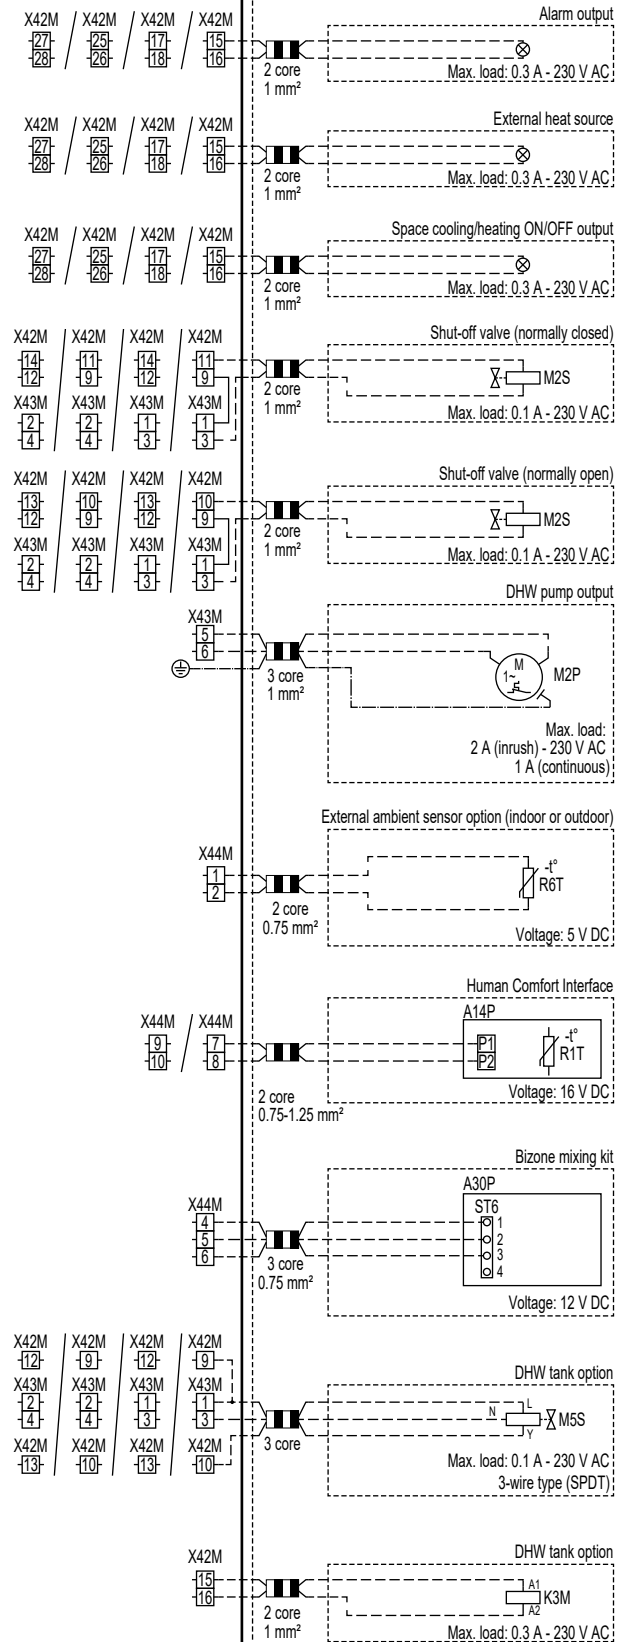 Alarm output
X42M / X42M / X42M / X42M
27 25 17 15
28 26 18 16
2 core
1 mm²
Max. load: 0.3 A - 230 V AC
External heat source
X42M / X42M / X42M / X42M
27 25 17 15
28 26 18 16
2 core
1 mm²
Max. load: 0.3 A - 230 V AC
Space cooling/heating ON/OFF output
X42M / X42M / X42M / X42M
27 25 17 15
28 26 18 16
2 core
1 mm²
Max. load: 0.3 A - 230 V AC
Shut-off valve (normally closed)
X42M / X42M / X42M / X42M
14 11 14 11
12 9 12 9
X43M X43M X43M X43M
2 2 1 1
4 4 3 3
2 core
1 mm²
M2S
Max. load: 0.1 A - 230 V AC
Shut-off valve (normally open)
X42M / X42M / X42M / X42M
13 10 13 10
12 9 12 9
X43M X43M X43M X43M
2 2 1 1
4 4 3 3
2 core
1 mm²
M2S
Max. load: 0.1 A - 230 V AC
DHW pump output
X43M
5
6
3 core
1 mm²
M
1~
M2P
Max. load:
2 A (inrush) - 230 V AC
1 A (continuous)
External ambient sensor option (indoor or outdoor)
X44M
1
2
2 core
0.75 mm²
-t°
R6T
Voltage: 5 V DC
Human Comfort Interface
X44M / X44M
9 7
10 8
2 core
0.75-1.25 mm²
A14P
P1
P2
-t°
R1T
Voltage: 16 V DC
Bizone mixing kit
X44M
4
5
6
3 core
0.75 mm²
A30P
ST6
1
2
3
4
Voltage: 12 V DC
DHW tank option
X42M / X42M / X42M / X42M
12 9 12 9
X43M X43M X43M X43M
2 2 1 1
4 4 3 3
X42M X42M X42M X42M
13 10 13 10
3 core
L
N
Y
M5S
Max. load: 0.1 A - 230 V AC
3-wire type (SPDT)
DHW tank option
X42M
15
16
2 core
1 mm²
A1
K3M
A2
Max. load: 0.3 A - 230 V AC